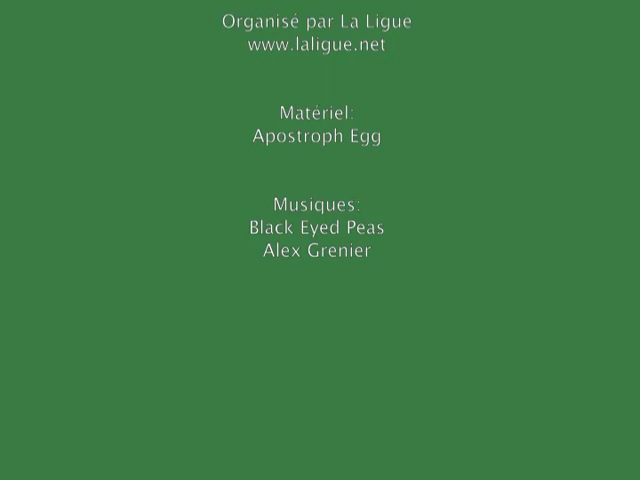 Organisé par La Ligue
www.laligue.net
Matériel:
Apostroph Egg
Musiques:
Black Eyed Peas
Alex Grenier